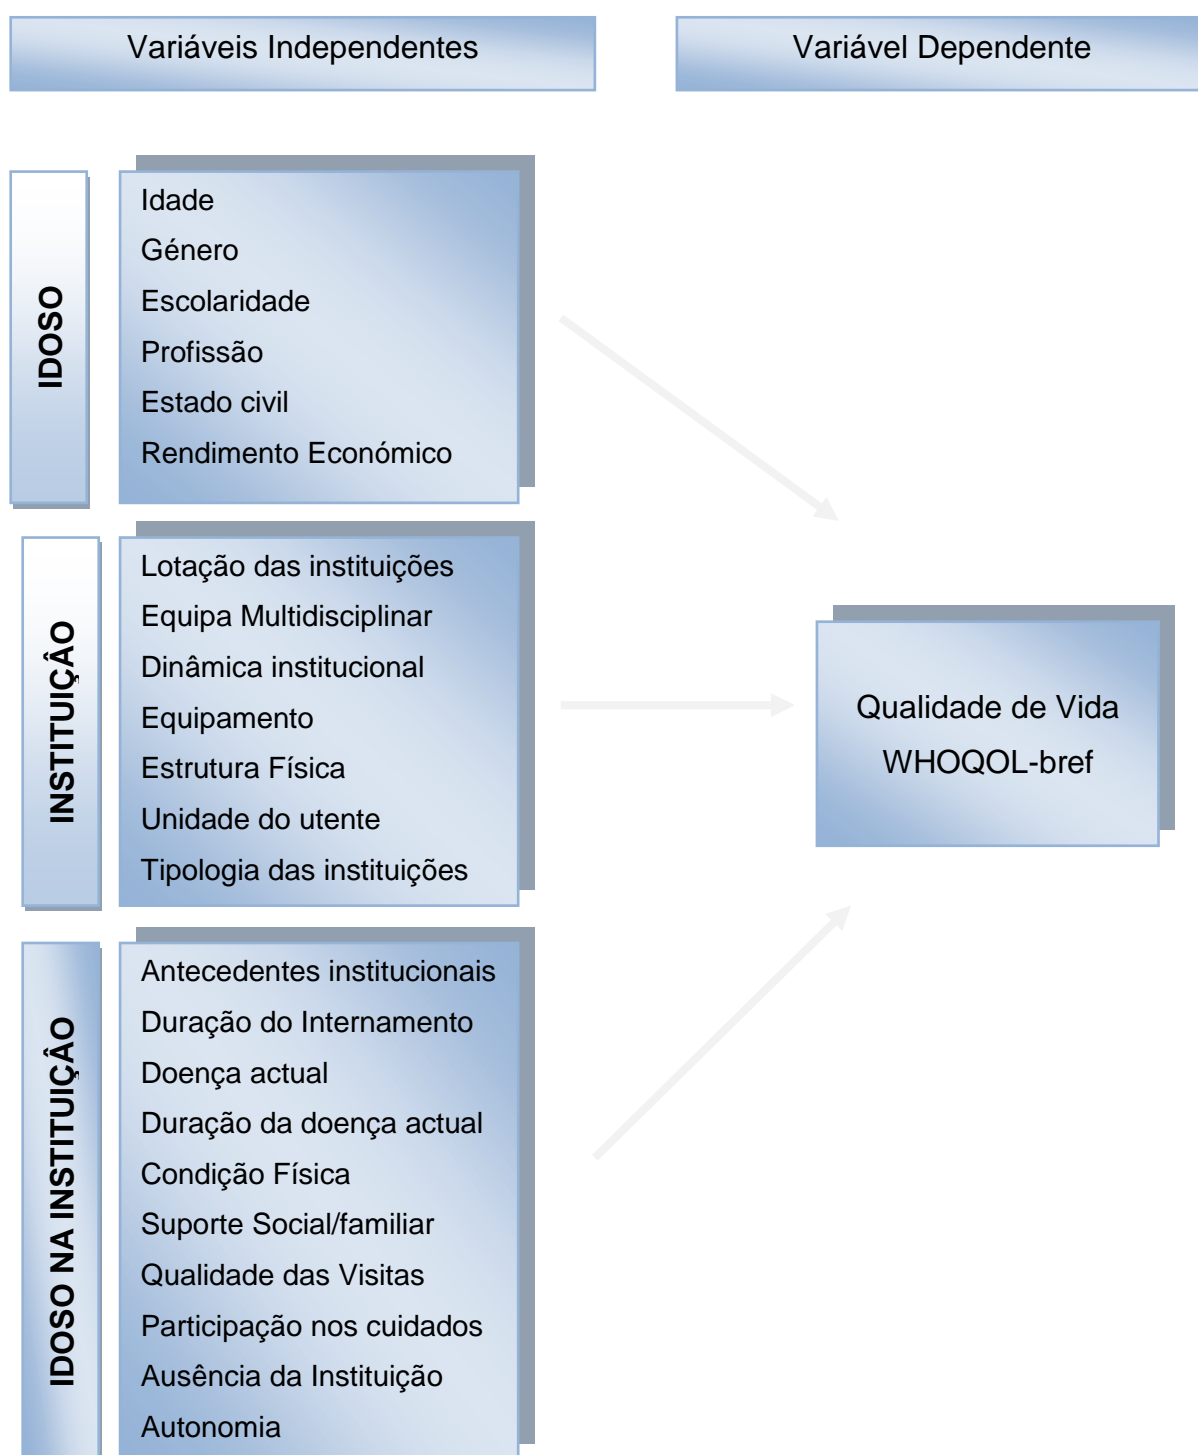 Variáveis Independentes
Variável Dependente
IDOSO
Idade
Género
Escolaridade
Profissão
Estado civil
Rendimento Económico
INSTITUIÇÃO
Lotação das instituições
Equipa Multidisciplinar
Dinâmica institucional
Equipamento
Estrutura Física
Unidade do utente
Tipologia das instituições
Qualidade de Vida
WHOQOL-bref
IDOSO NA INSTITUIÇÃO
Antecedentes institucionais
Duração do Internamento
Doença actual
Duração da doença actual
Condição Física
Suporte Social/familiar
Qualidade das Visitas
Participação nos cuidados
Ausência da Instituição
Autonomia